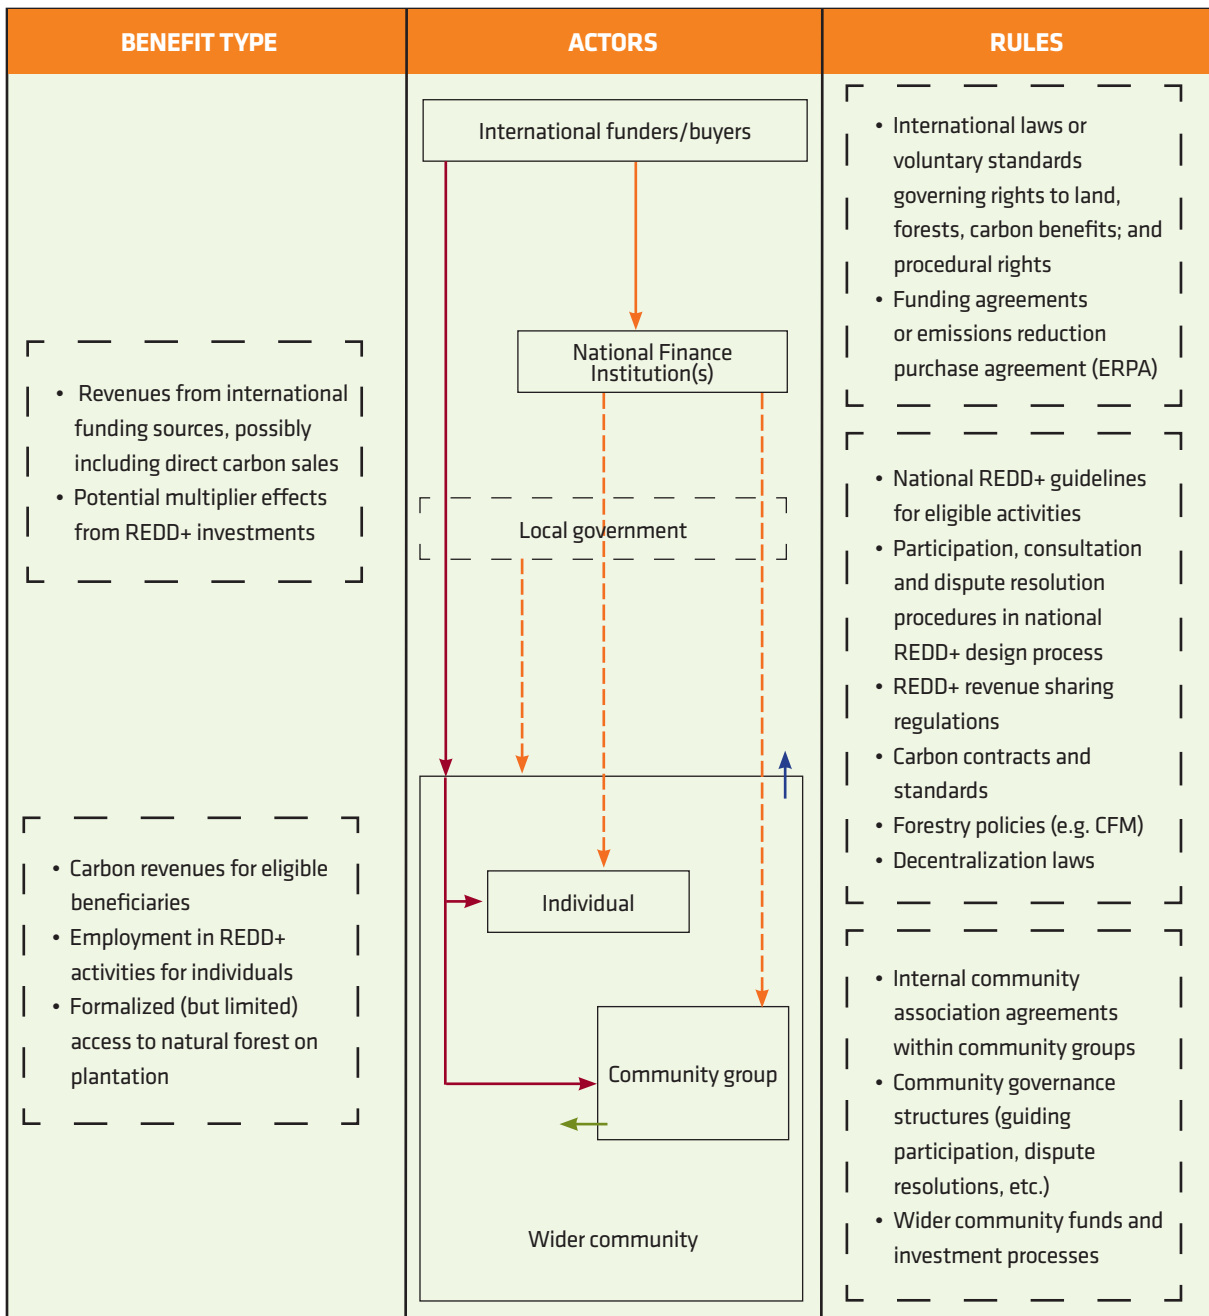 BENEFIT TYPE
ACTORS
RULES
• Revenues from international
funding sources, possibly
including direct carbon sales
• Potential multiplier effects
from REDD+ investments
• Carbon revenues for eligible
beneficiaries
• Employment in REDD+
activities for individuals
• Formalized (but limited)
access to natural forest on
plantation
International funders/buyers
National Finance
Institution(s)
Local government
Individual
Community group
Wider community
• International laws or
voluntary standards
governing rights to land,
forests, carbon benefits; and
procedural rights
• Funding agreements
or emissions reduction
purchase agreement (ERPA)
• National REDD+ guidelines
for eligible activities
• Participation, consultation
and dispute resolution
procedures in national
REDD+ design process
• REDD+ revenue sharing
regulations
• Carbon contracts and
standards
• Forestry policies (e.g. CFM)
• Decentralization laws
• Internal community
association agreements
within community groups
• Community governance
structures (guiding
participation, dispute
resolutions, etc.)
• Wider community funds and
investment processes